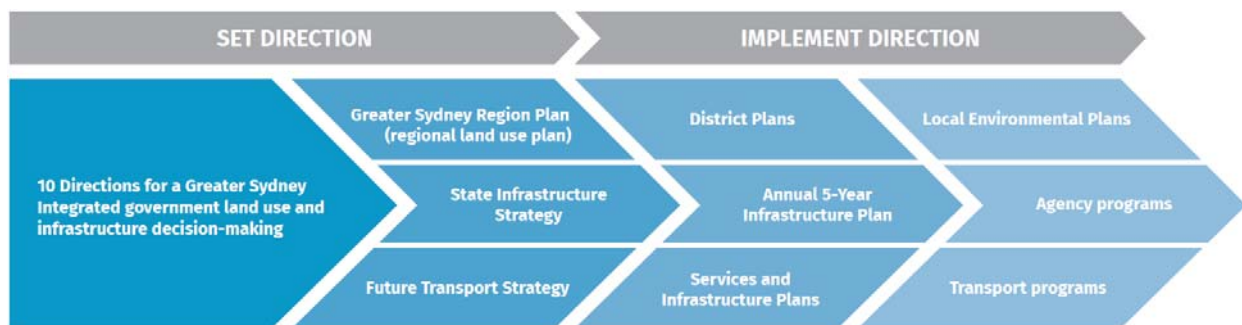 SET DIRECTION
IMPLEMENT DIRECTION
10 Directions for a Greater Sydney
Integrated government land use and
infrastructure decision-making
Greater Sydney Region Plan
(regional land use plan)
State Infrastructure
Strategy
Future Transport Strategy
District Plans
Annual 5-Year
Infrastructure Plan
Services and
Infrastructure Plans
Local Environmental Plans
Agency programs
Transport programs